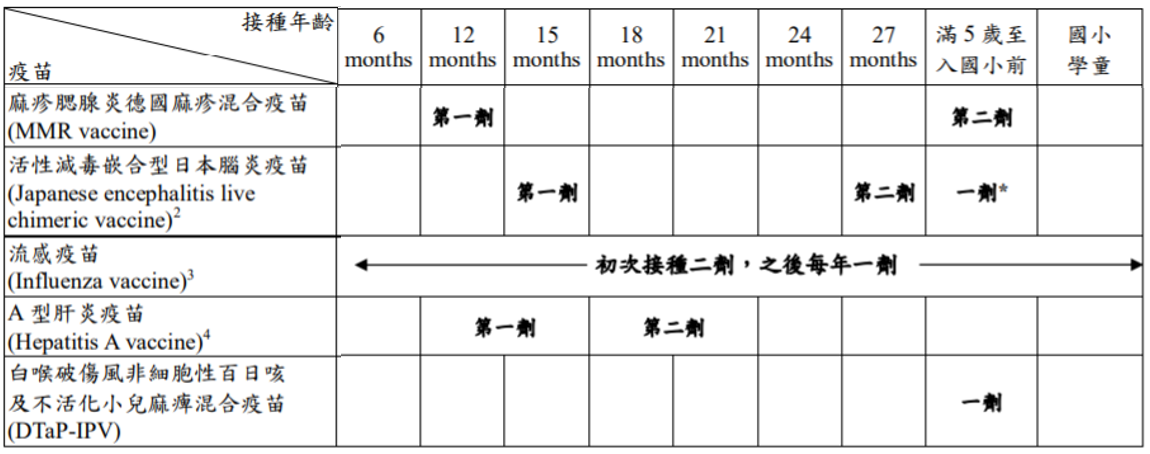 接種年齡
疫苗
6 months
12 months
15 months
18 months
21 months
24 months
27 months
滿 5 歲至
入國小前
國小
學童
麻疹腮腺炎德國麻疹混合疫苗
(MMR vaccine)
第一劑
第二劑
活性減毒嵌合型日本腦炎疫苗
(Japanese encephalitis live
chimeric vaccine)2
第一劑
第二劑
一劑*
流感疫苗
(Influenza vaccine)3
初次接種二劑，之後每年一劑
A 型肝炎疫苗
(Hepatitis A vaccine)4
第一劑
第二劑
白喉破傷風非細胞性百日咳
及不活化小兒麻痺混合疫苗
(DTaP-IPV)
一劑